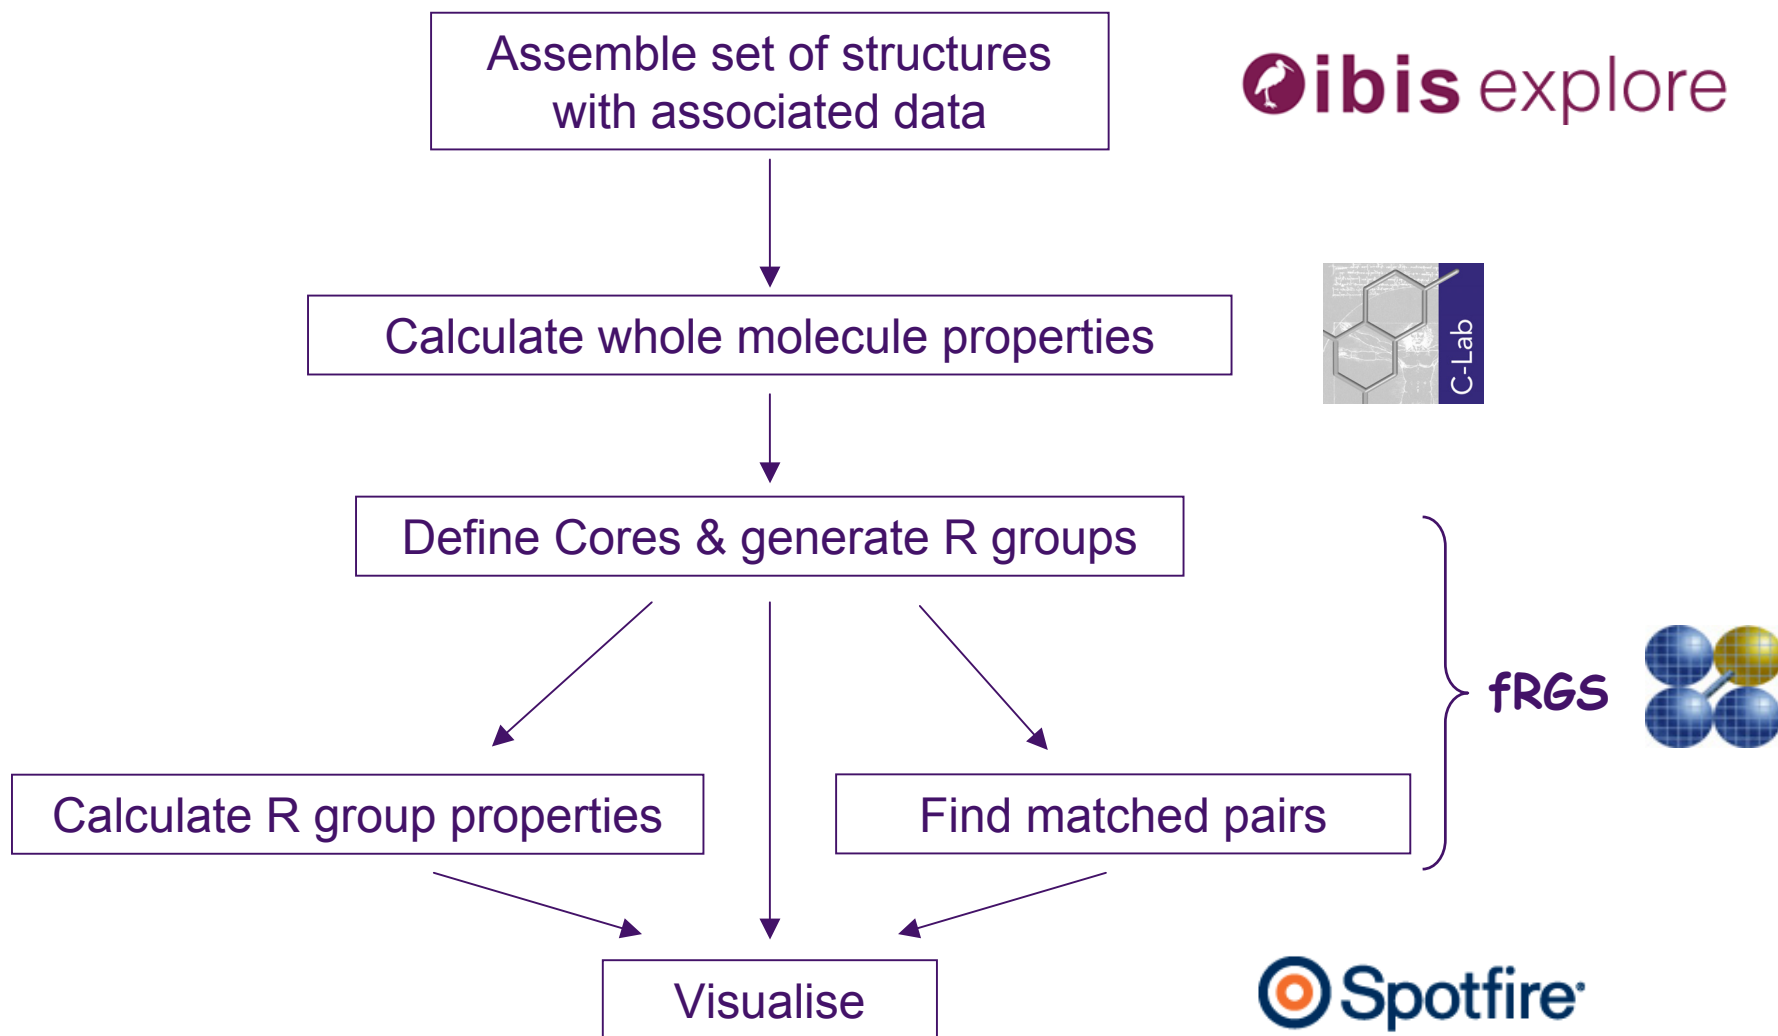 Assemble set of structures
with associated data
ibis explore
Calculate whole molecule properties
C-Lab
Define Cores & generate R groups
fRGS
Calculate R group properties
Find matched pairs
Visualise
Spotfire